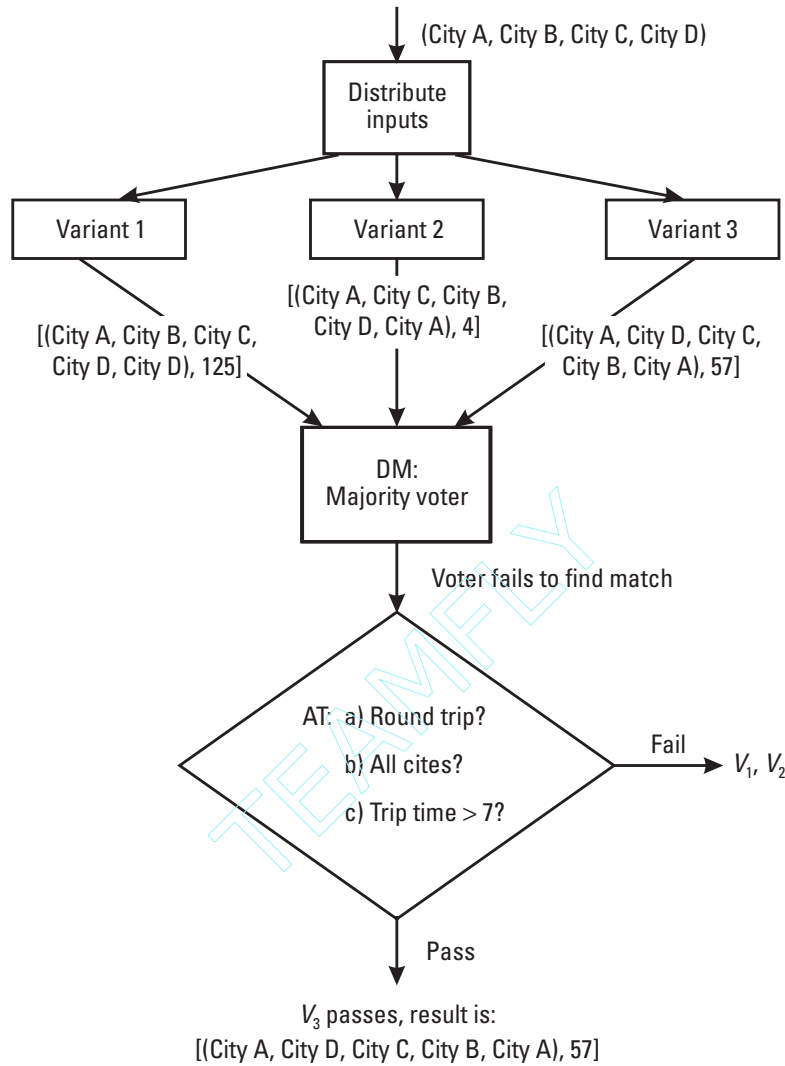 (City A, City B, City C, City D)
Distribute
inputs
Variant 1
Variant 2
Variant 3
[(City A, City B, City C,
City D, City D), 125]
[(City A, City C, City B,
City D, City A), 4]
[(City A, City D, City C,
City B, City A), 57]
DM:
Majority voter
Voter fails to find match
AT: a) Round trip?
b) All cites?
c) Trip time > 7?
Fail
V₁, V₂
Pass
V₃ passes, result is:
[(City A, City D, City C, City B, City A), 57]
TEAMFLY